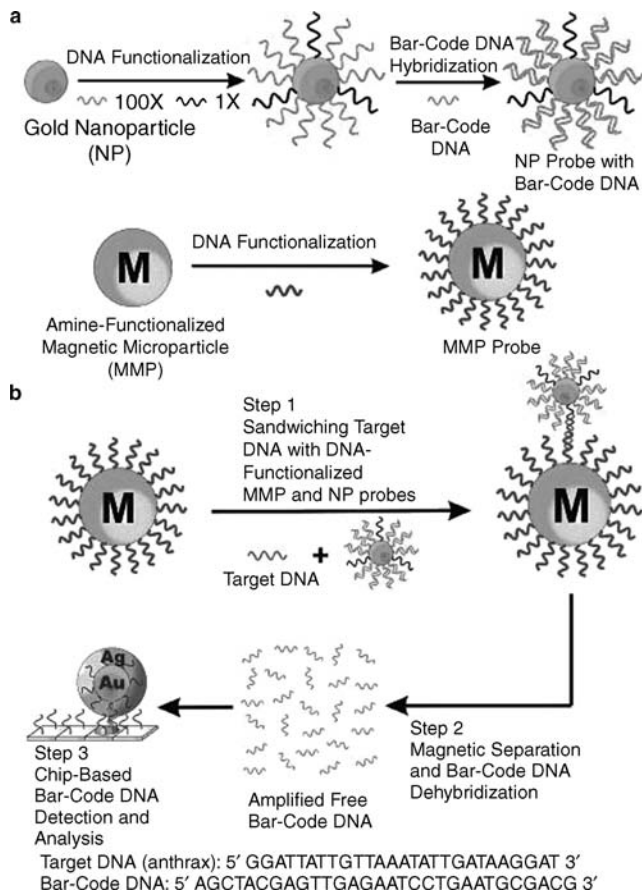 a
DNA Functionalization
100X 1X
Gold Nanoparticle
(NP)
Bar-Code DNA
Hybridization
Bar-Code
DNA
NP Probe with
Bar-Code DNA
M
Amine-Functionalized
Magnetic Microparticle
(MMP)
DNA Functionalization
M
MMP Probe
b
M
Step 1
Sandwiching Target
DNA with DNA-
Functionalized
MMP and NP probes
Target DNA
+
M
Step 2
Magnetic Separation
and Bar-Code DNA
Dehybridization
Amplified Free
Bar-Code DNA
Ag
Au
Step 3
Chip-Based
Bar-Code DNA
Detection and
Analysis
Target DNA (anthrax): 5′ GGATTATTGTTAAATATTGATAAGGAT 3′
Bar-Code DNA: 5′ AGCTACGAGTTGAGAATCCTGAATGCGACG 3′